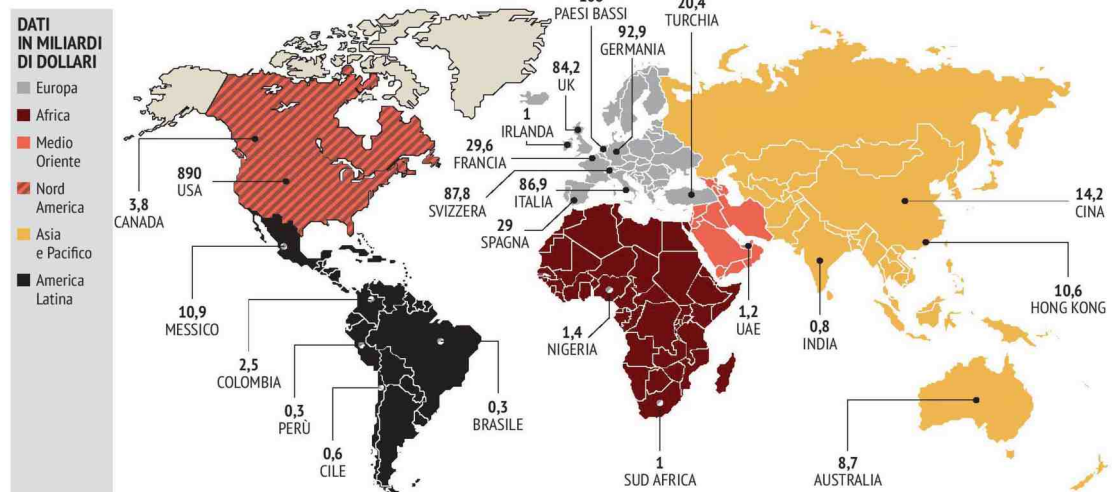 DATI
IN MILIARDI
DI DOLLARI
Europa
Africa
Medio
Oriente
Nord
America
Asia
e Pacifico
America
Latina
PAESI BASSI
20,4
TURCHIA
92,9
GERMANIA
84,2
UK
1
IRLANDA
29,6
FRANCIA
87,8
SVIZZERA
86,9
ITALIA
29
SPAGNA
3,8
CANADA
890
USA
10,9
MESSICO
2,5
COLOMBIA
0,3
PERÙ
0,6
CILE
0,3
BRASILE
1,4
NIGERIA
1
SUD AFRICA
1,2
UAE
0,8
INDIA
14,2
CINA
10,6
HONG KONG
8,7
AUSTRALIA